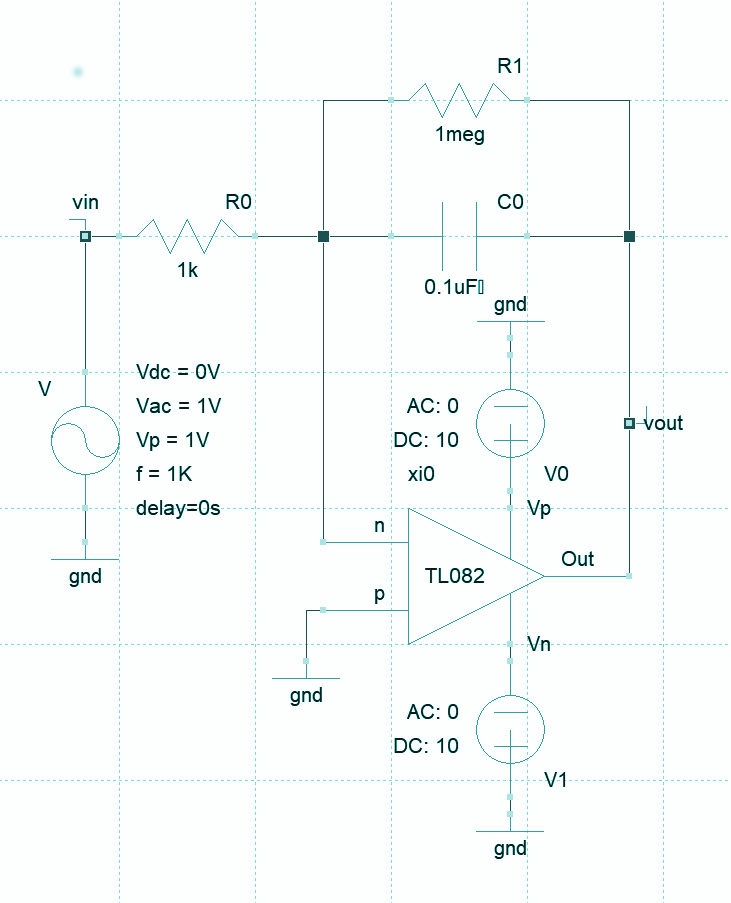 R1
1meg
vin
R0
C0
1k
0.1uF▯
gnd
V
Vdc = 0V
Vac = 1V
Vp = 1V
f = 1K
delay=0s
gnd
AC: 0
DC: 10
xi0
V0
Vp
vout
n
TL082
Out
p
gnd
Vn
AC: 0
DC: 10
V1
gnd